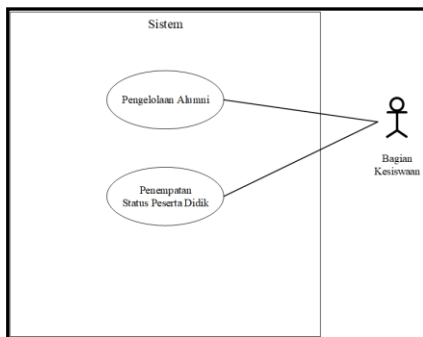 Sistem
Pengelolaan Alumni
Penempatan
Status Peserta Didik
Bagian
Kesiswaan